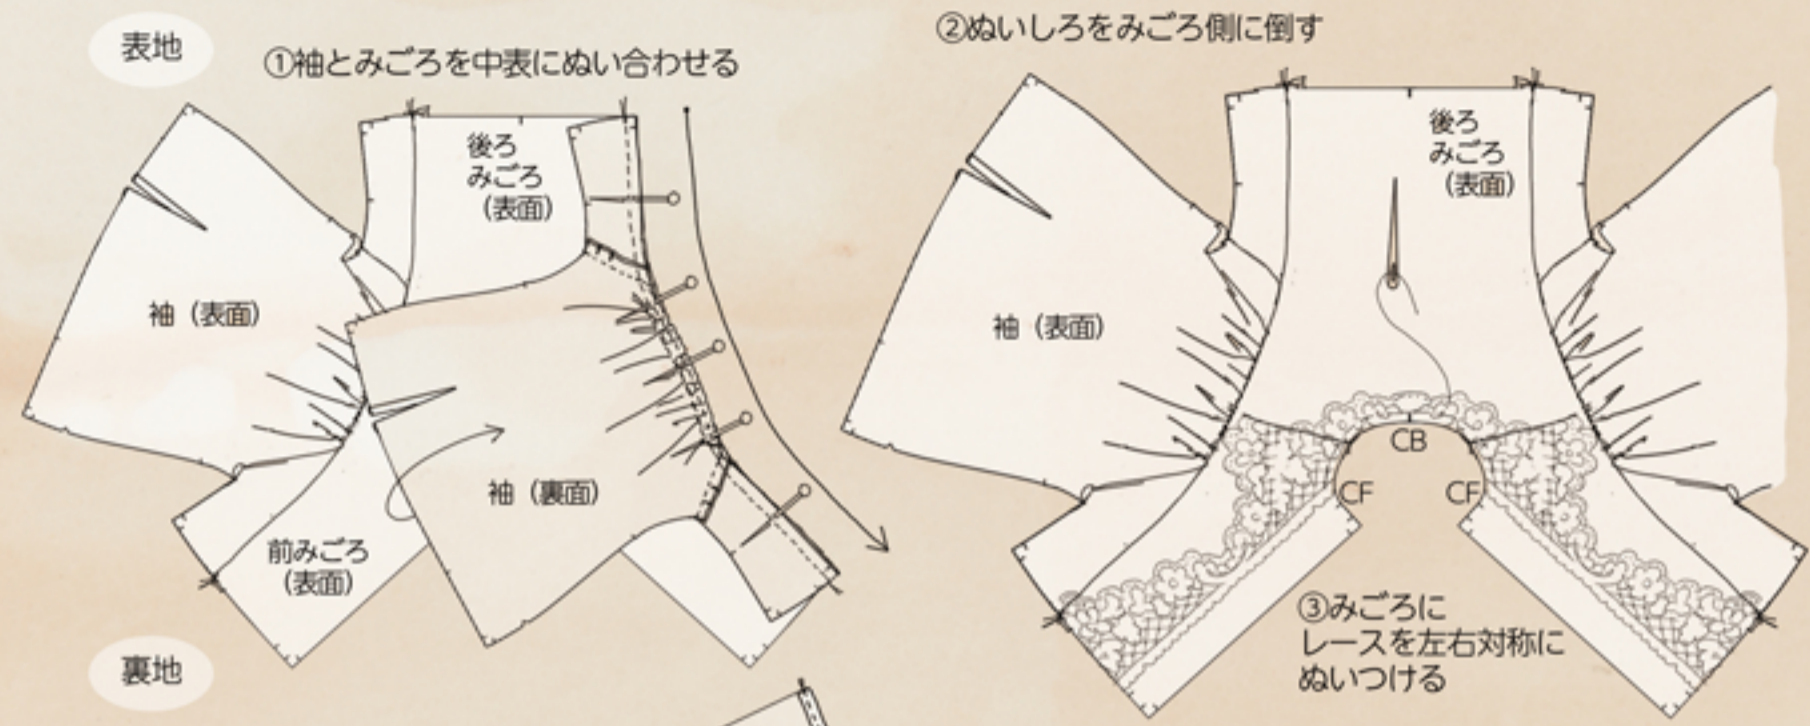 表地
①袖とみごろを中表にぬい合わせる
後ろ
みごろ
(表面)
袖(表面)
袖(裏面)
前みごろ
(表面)
②ぬいしろをみごろ側に倒す
後ろ
みごろ
(表面)
袖(表面)
CB
CF
CF
③みごろに
レースを左右対称に
ぬいつける
裏地